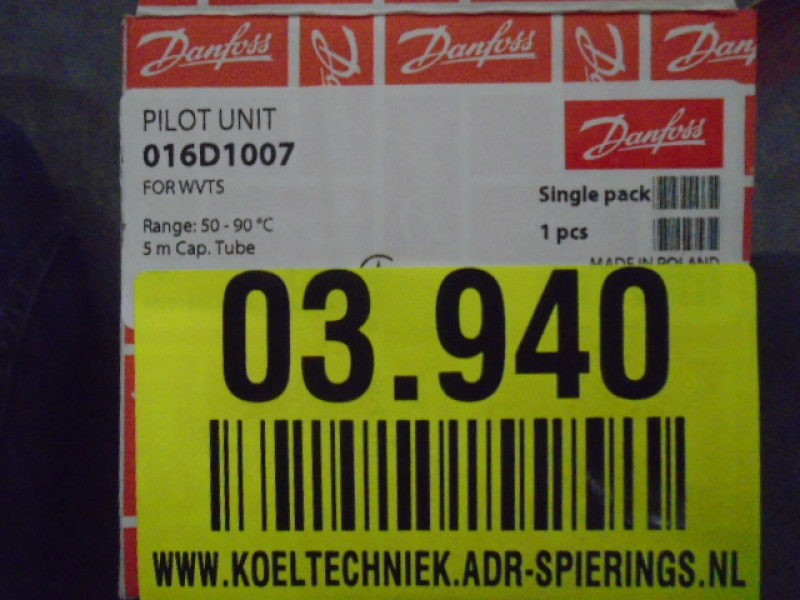 Danfoss Danfoss Danfoss
PILOT UNIT
016D1007
FOR WVTS
Range: 50 - 90 °C
5 m Cap. Tube
Danfoss
Single pack
1 pcs
MADE IN POLAND
03.940
WWW.KOELTECHNIEK.ADR-SPIERINGS.NL